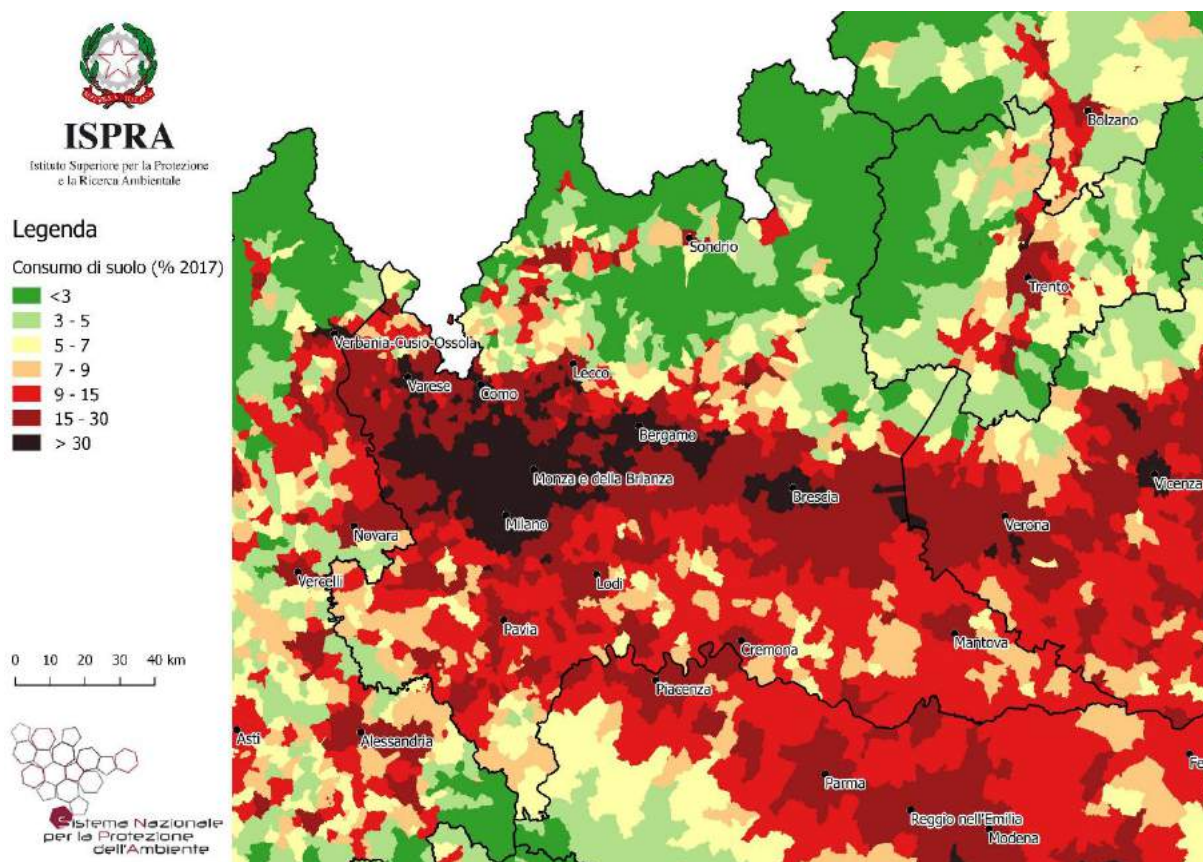 ISPRA
Istituto Superiore per la Protezione
e la Ricerca Ambientale
Legenda
Consumo di suolo (% 2017)
<3
3 - 5
5 - 7
7 - 9
9 - 15
15 - 30
> 30
0 10 20 30 40 km
Sistema Nazionale
per la Protezione
dell'Ambiente
Bolzano
Sondrio
Trento
Verbania-Cusio-Ossola
Lecco
Varese
Como
Bergamo
Monza e della Brianza
Brescia
Vicenza
Milano
Verona
Novara
Vercelli
Lodi
Pavia
Mantova
Cremona
Piacenza
Asti
Alessandria
Fe
Parma
Reggio nell'Emilia
Modena